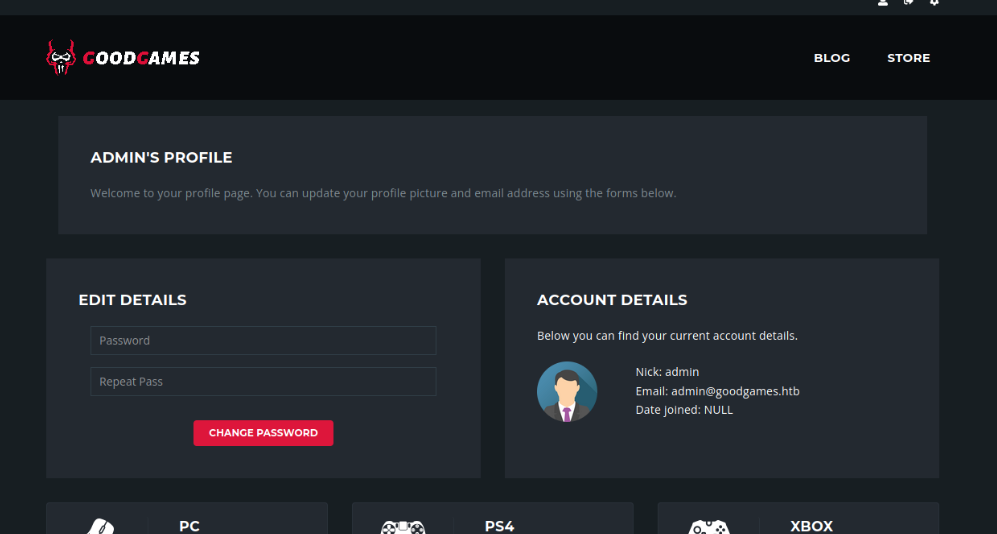 GOODGAMES
BLOG
STORE
ADMIN'S PROFILE
Welcome to your profile page. You can update your profile picture and email address using the forms below.
EDIT DETAILS
Password
Repeat Pass
CHANGE PASSWORD
ACCOUNT DETAILS
Below you can find your current account details.
Nick: admin
Email: admin@goodgames.htb
Date joined: NULL
PC
PS4
XBOX